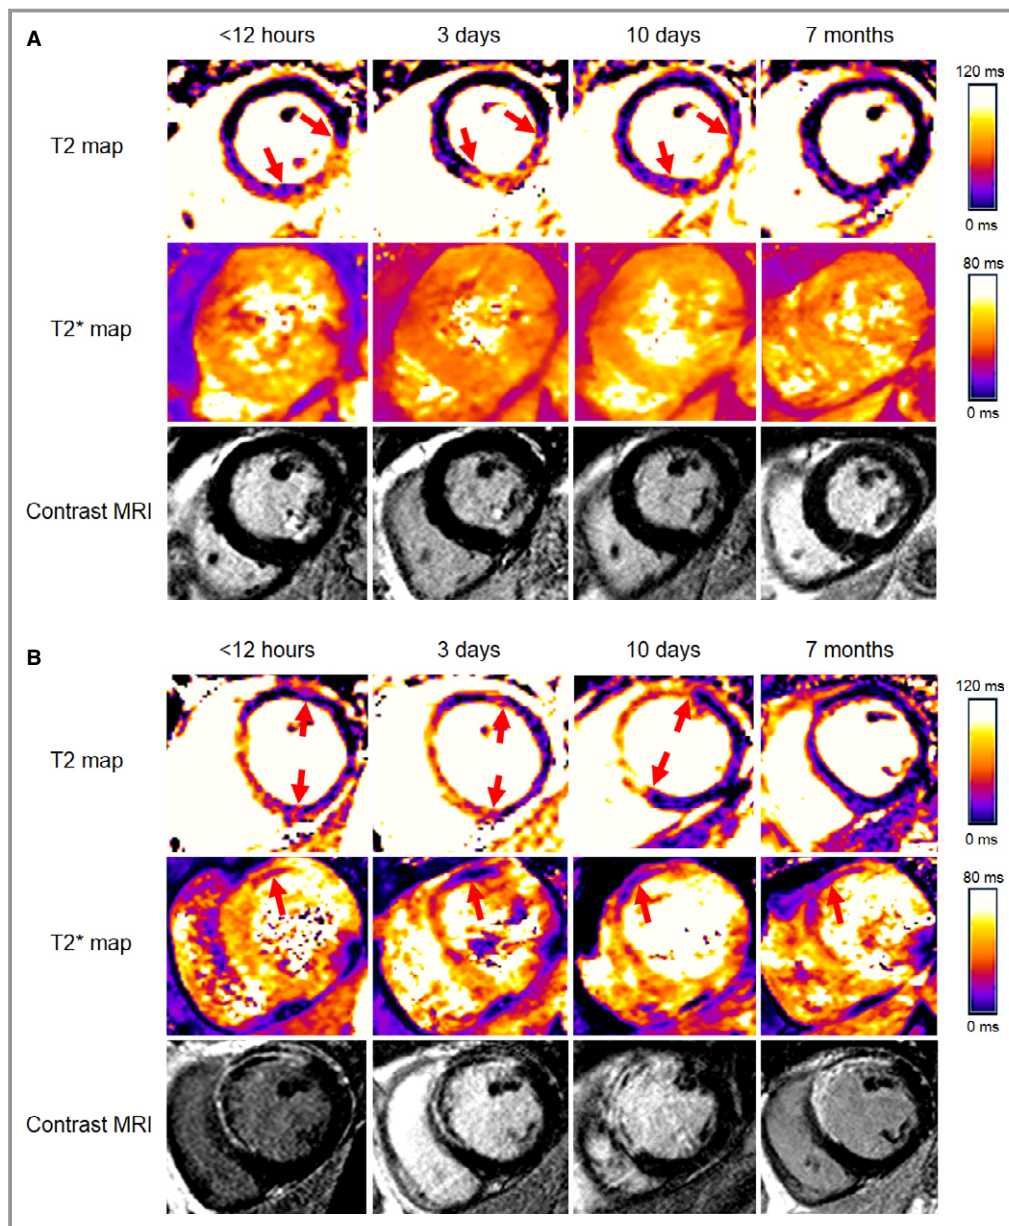 A
<12 hours
3 days
10 days
7 months
T2 map
120 ms
0 ms
T2* map
80 ms
0 ms
Contrast MRI
B
<12 hours
3 days
10 days
7 months
T2 map
120 ms
0 ms
T2* map
80 ms
0 ms
Contrast MRI